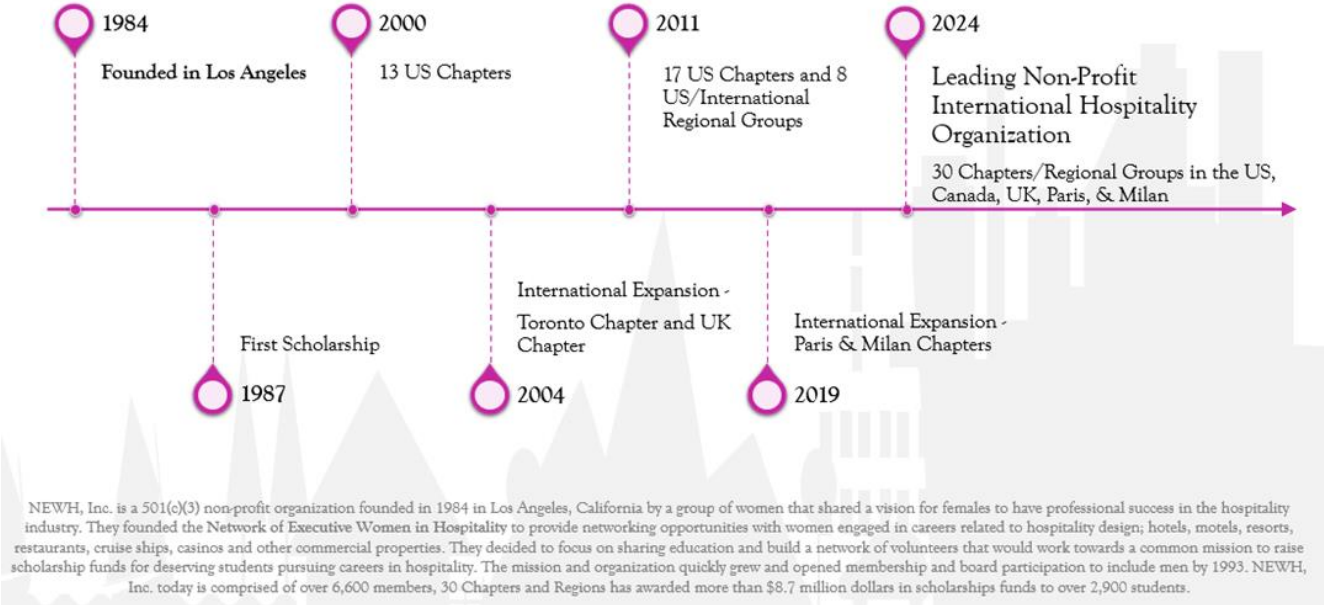 1984
Founded in Los Angeles
2000
13 US Chapters
2011
17 US Chapters and 8
US/International
Regional Groups
2024
Leading Non-Profit
International Hospitality
Organization
30 Chapters/Regional Groups in the US,
Canada, UK, Paris, & Milan
First Scholarship
1987
International Expansion -
Toronto Chapter and UK
Chapter
2004
International Expansion -
Paris & Milan Chapters
2019
NEWH, Inc. is a 501(c)(3) non-profit organization founded in 1984 in Los Angeles, California by a group of women that shared a vision for females to have professional success in the hospitality
industry. They founded the Network of Executive Women in Hospitality to provide networking opportunities with women engaged in careers related to hospitality design; hotels, motels, resorts,
restaurants, cruise ships, casinos and other commercial properties. They decided to focus on sharing education and build a network of volunteers that would work towards a common mission to raise
scholarship funds for deserving students pursuing careers in hospitality. The mission and organization quickly grew and opened membership and board participation to include men by 1993. NEWH,
Inc. today is comprised of over 6,600 members, 30 Chapters and Regions has awarded more than $8.7 million dollars in scholarships funds to over 2,900 students.